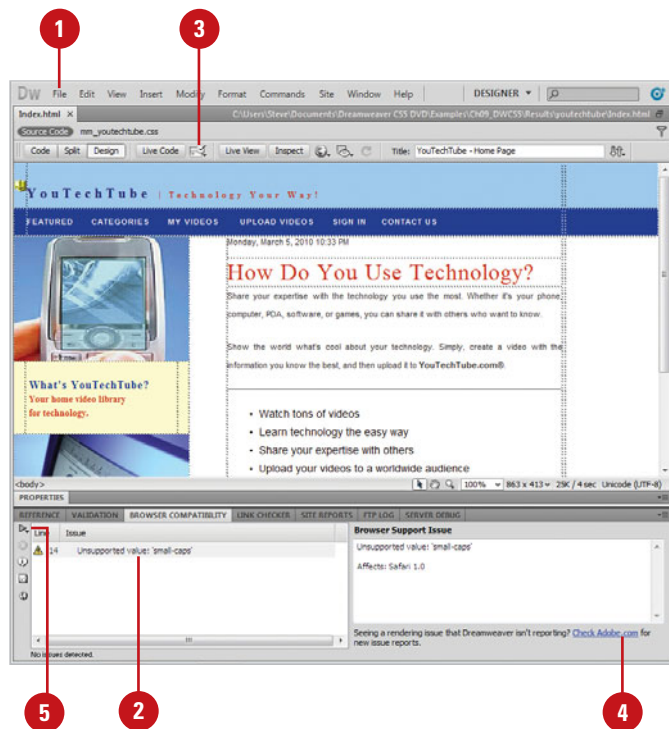 1
3
Dw File Edit View Insert Modify Format Commands Site Window Help DESIGNER
Index.html × C:\Users\Steve\Documents\Dreamweaver CS5 DVD\Examples\Ch09_DWCS5\Results\youtechtube\Index.html
Source Code mm_youtechtube.css
Code Split Design Live Code Live View Inspect Title: YouTechTube - Home Page
YouTechTube | Technology Your Way!
FEATURED CATEGORIES MY VIDEOS UPLOAD VIDEOS SIGN IN CONTACT US
Monday, March 5, 2010 10:33 PM
How Do You Use Technology?
Share your expertise with the technology you use the most. Whether it's your phone,
computer, PDA, software, or games, you can share it with others who want to know.
Show the world what's cool about your technology. Simply, create a video with the
information you know the best, and then upload it to YouTechTube.com®.
What's YouTechTube?
Your home video library
for technology.
• Watch tons of videos
• Learn technology the easy way
• Share your expertise with others
• Upload your videos to a worldwide audience
<body> 100% 863 x 413 25K / 4 sec Unicode (UTF-8)
PROPERTIES
REFERENCE VALIDATION BROWSER COMPATIBILITY LINK CHECKER SITE REPORTS FTP LOG SERVER DEBUG
Line Issue
14 Unsupported value: 'small-caps'
Browser Support Issue
Unsupported value: 'small-caps'
Affects: Safari 1.0
Seeing a rendering issue that Dreamweaver isn't reporting? Check Adobe.com for
new issue reports.
No issues detected.
5
2
4